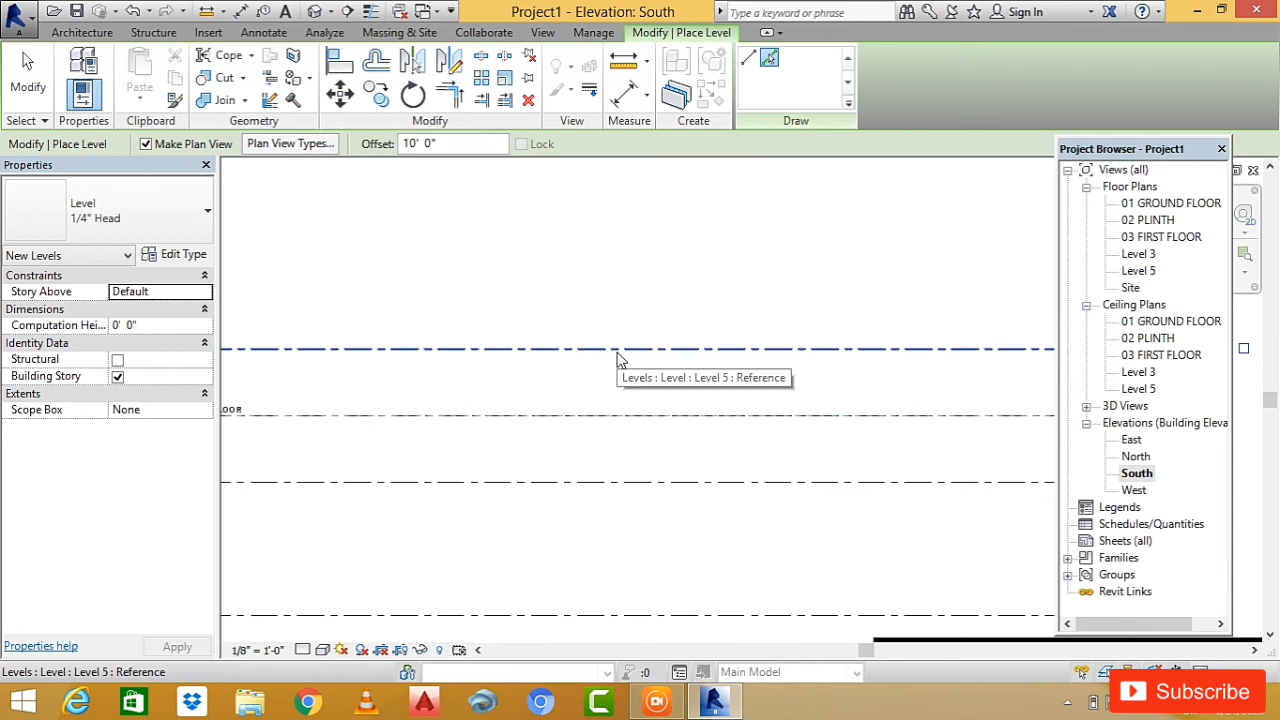 Project1 - Elevation: South
Type a keyword or phrase
Sign In
Architecture Structure Insert Annotate Analyze Massing & Site Collaborate View Manage Modify | Place Level
Modify
Paste
Cope
Cut
Join
Select Properties Clipboard Geometry Modify View Measure Create Draw
Modify | Place Level Make Plan View Plan View Types... Offset: 10' 0" Lock
Properties
Level
1/4" Head
New Levels Edit Type
Constraints
Story Above Default
Dimensions
Computation Hei... 0' 0"
Identity Data
Structural
Building Story
Extents
Scope Box None
Properties help Apply
Levels : Level : Level 5 : Reference
OOR
1/8" = 1'-0"
Project Browser - Project1
Views (all)
Floor Plans
01 GROUND FLOOR
02 PLINTH
03 FIRST FLOOR
Level 3
Level 5
Site
Ceiling Plans
01 GROUND FLOOR
02 PLINTH
03 FIRST FLOOR
Level 3
Level 5
3D Views
Elevations (Building Eleva
East
North
South
West
Legends
Schedules/Quantities
Sheets (all)
Families
Groups
Revit Links
2D
Levels : Level : Level 5 : Reference
:0
Main Model
Subscribe